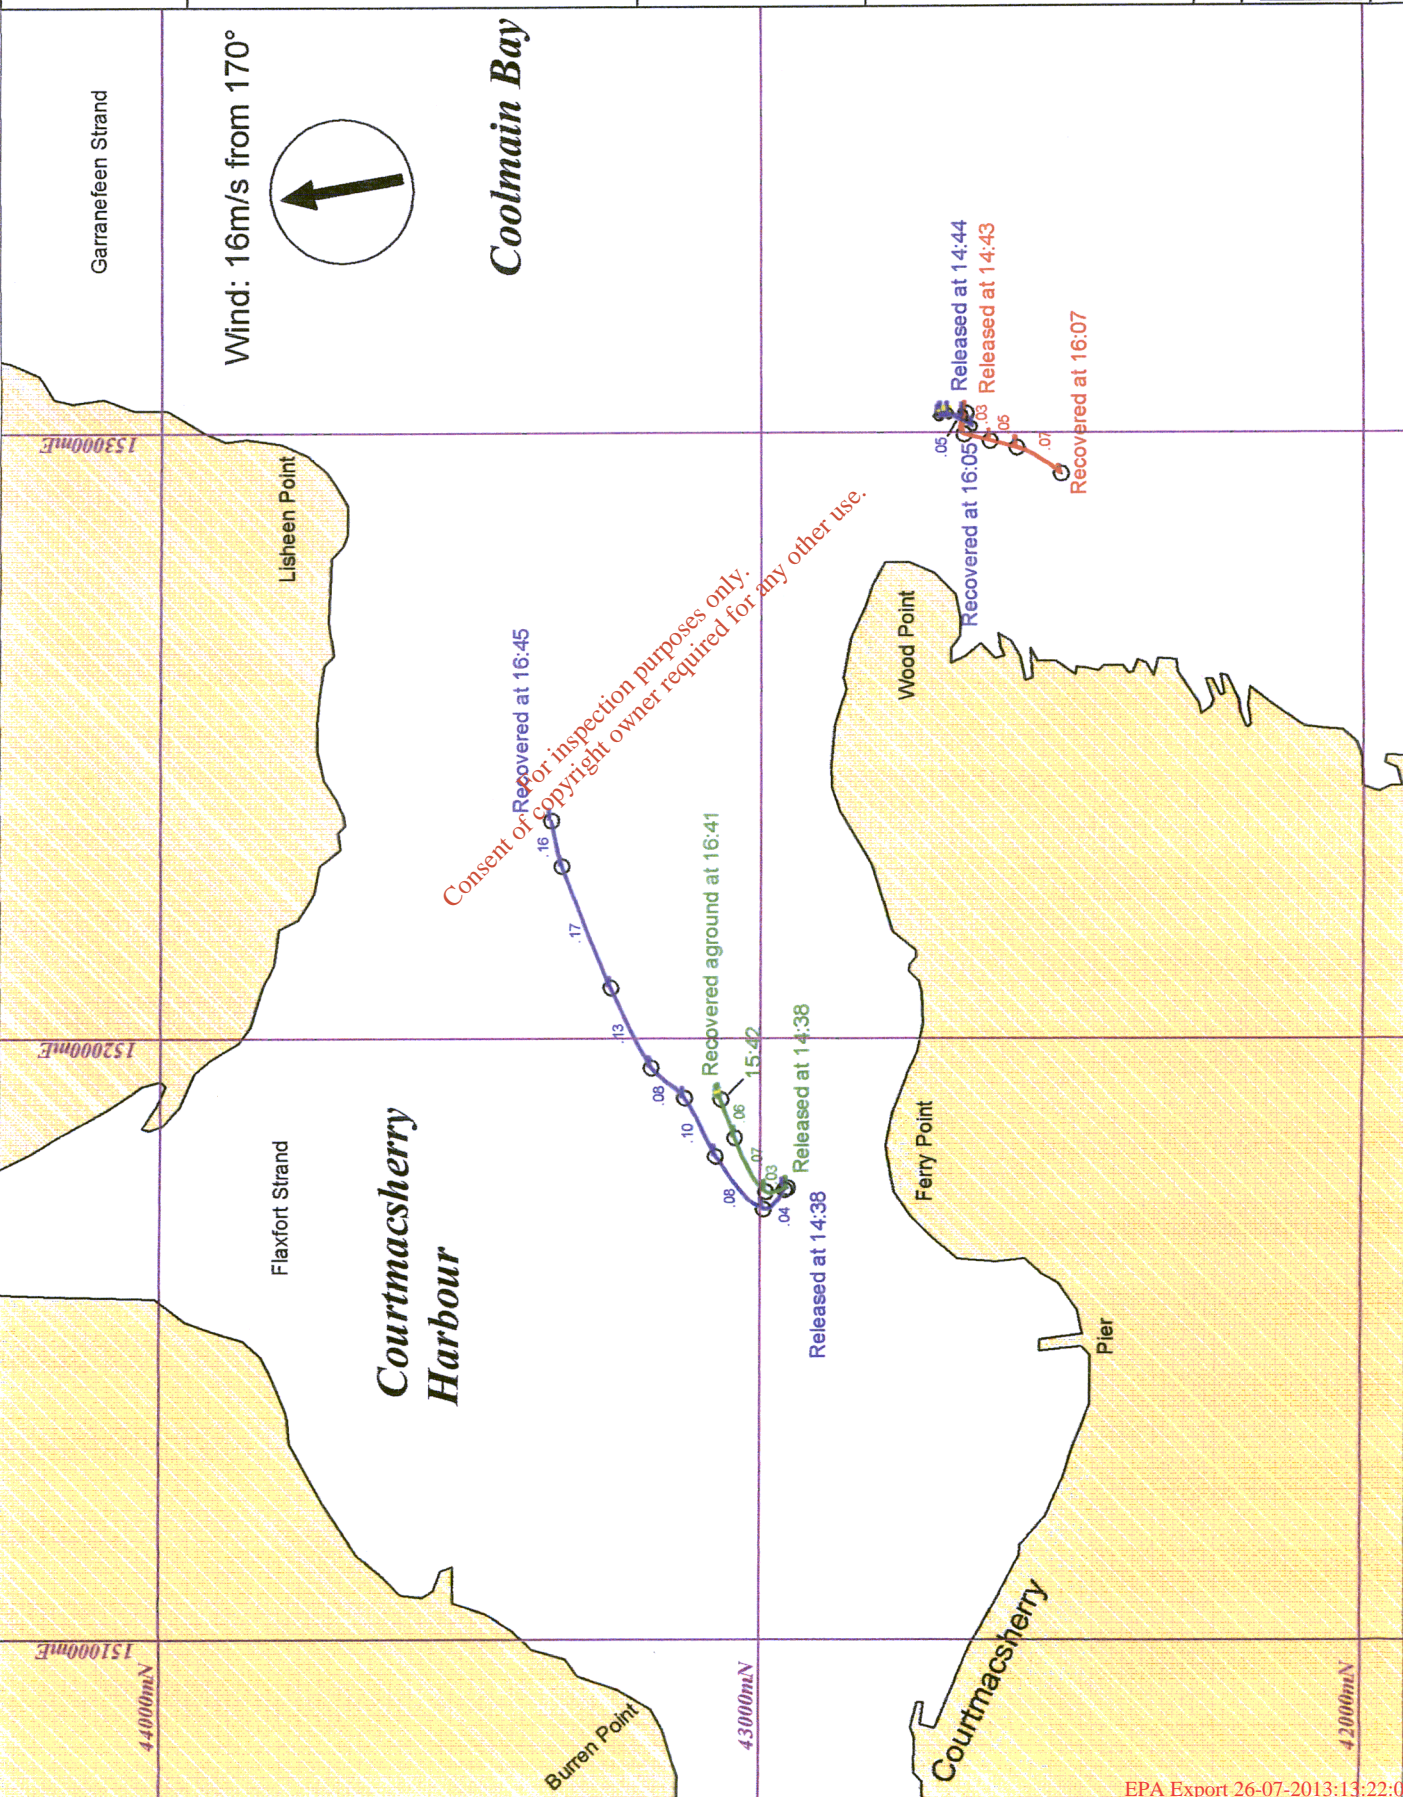 Garranefeen Strand
Wind: 16m/s from 170°
Coolmain Bay
153000mE
Lisheen Point
Released at 14:44
Released at 14:43
.05
.03
.05
.07
Recovered at 16:05
Recovered at 16:07
For inspection purposes only.
Consent of copyright owner required for any other use.
Wood Point
Recovered at 16:45
.16
.17
.13
.08
.10
.08
.04
Recovered aground at 16:41
15:42
.06
.07
.03
Released at 14:38
Released at 14:38
152000mE
Flaxfort Strand
Courtmacsherry
Harbour
Ferry Point
Pier
151000mE
44000mN
43000mN
42000mN
Burren Point
Courtmacsherry
EPA Export 26-07-2013:13:22:0